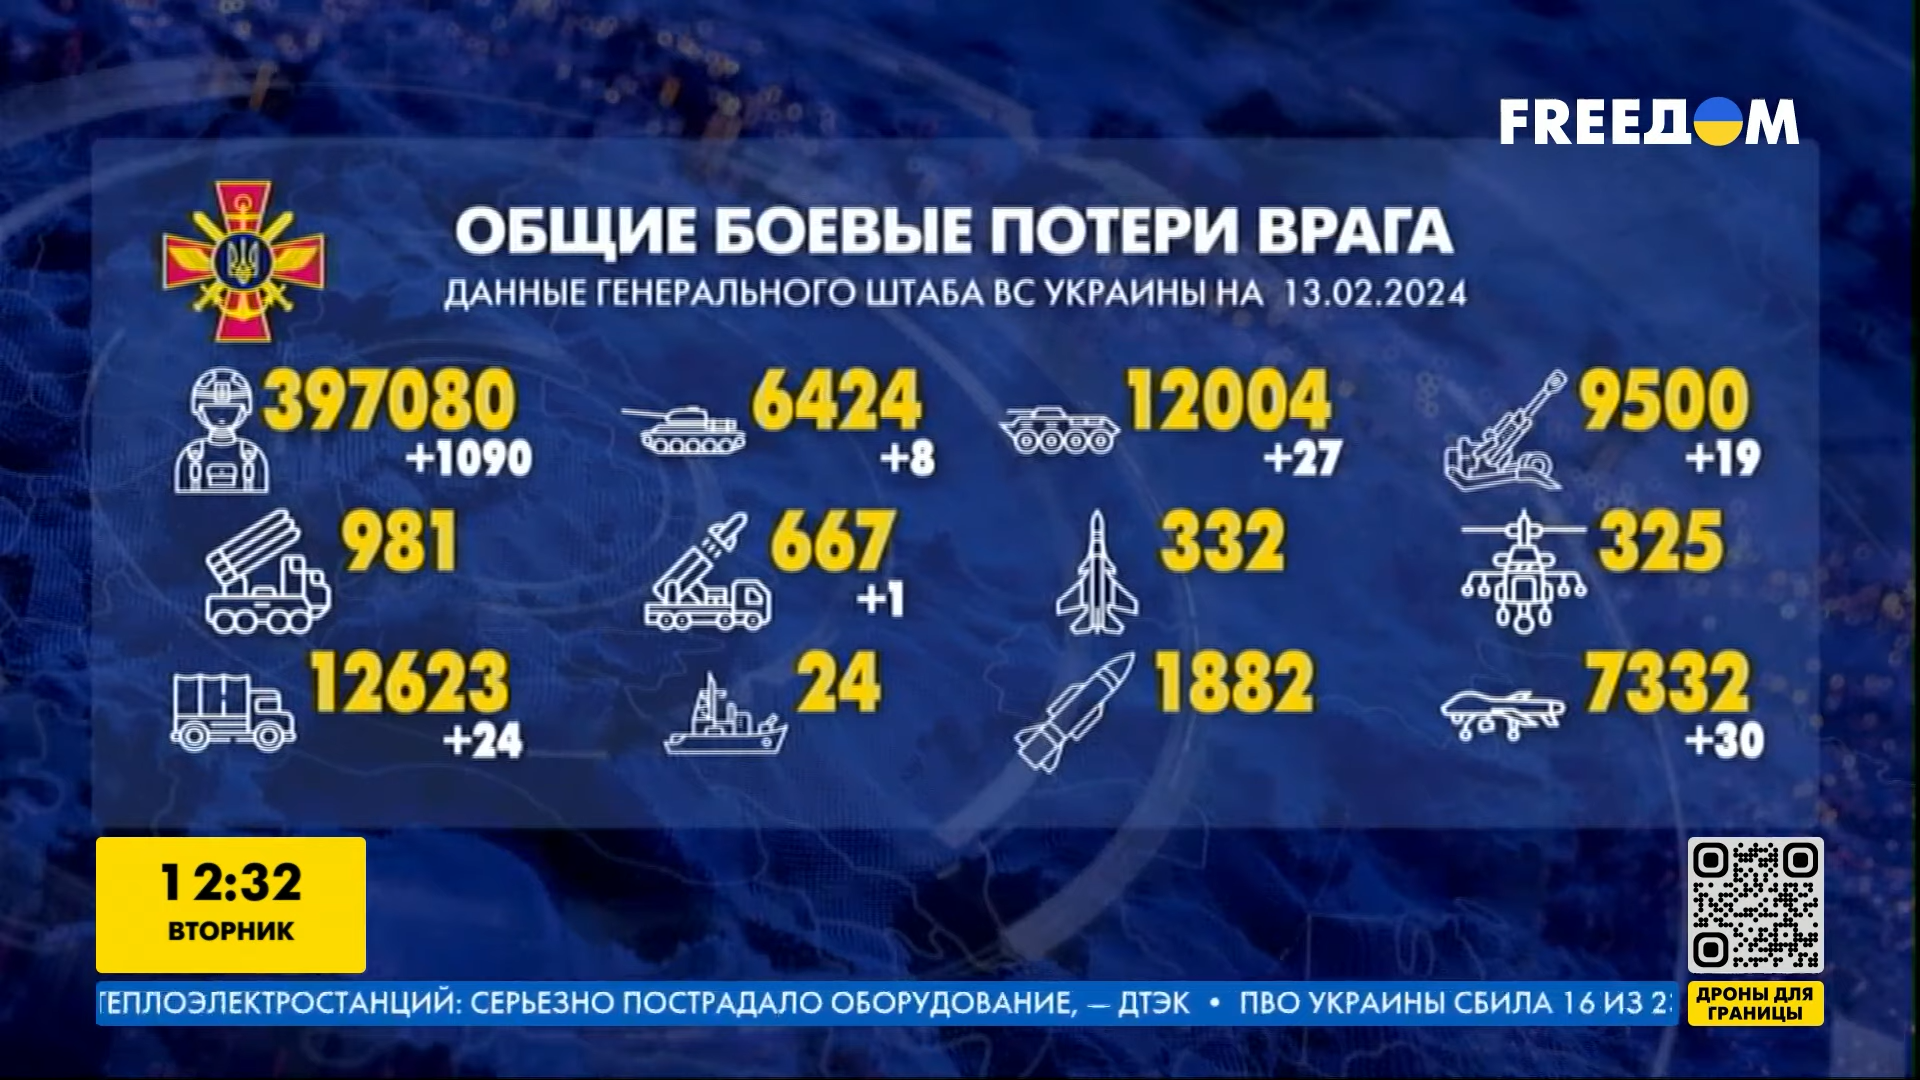 FREEДOM
ОБЩИЕ БОЕВЫЕ ПОТЕРИ ВРАГА
ДАННЫЕ ГЕНЕРАЛЬНОГО ШТАБА ВС УКРАИНЫ НА 13.02.2024
397080 6424 12004 9500
+1090 +8 +27 +19
981 667 332 325
+1
12623 24 1882 7332
+24 +30
12:32
ВТОРНИК
ТЕПЛОЭЛЕКТРОСТАНЦИЙ: СЕРЬЕЗНО ПОСТРАДАЛО ОБОРУДОВАНИЕ, — ДТЭК • ПВО УКРАИНЫ СБИЛА 16 ИЗ
ДРОНЫ ДЛЯ
ГРАНИЦЫ